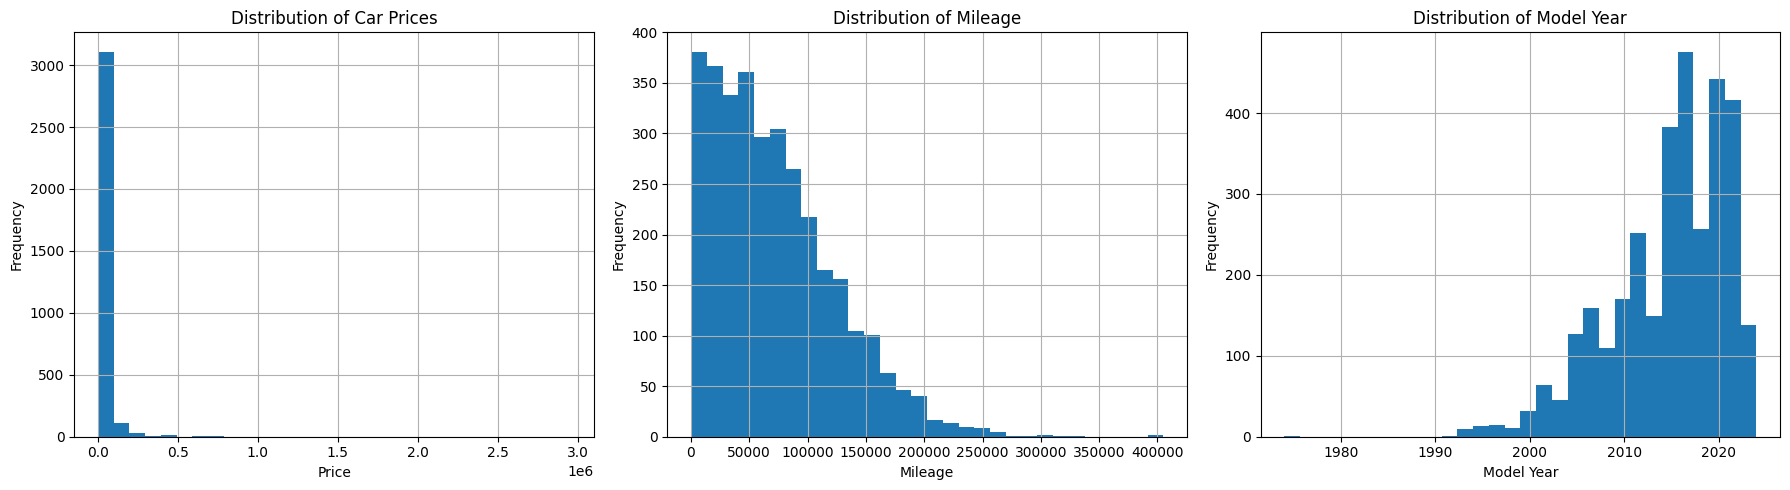 Distribution of Car Prices
3000
2500
2000
1500
1000
500
0
Frequency
0.0 0.5 1.0 1.5 2.0 2.5 3.0
1e6
Price
Distribution of Mileage
400
350
300
250
200
150
100
50
0
Frequency
0 50000 100000 150000 200000 250000 300000 350000 400000
Mileage
Distribution of Model Year
400
300
200
100
0
Frequency
1980 1990 2000 2010 2020
Model Year